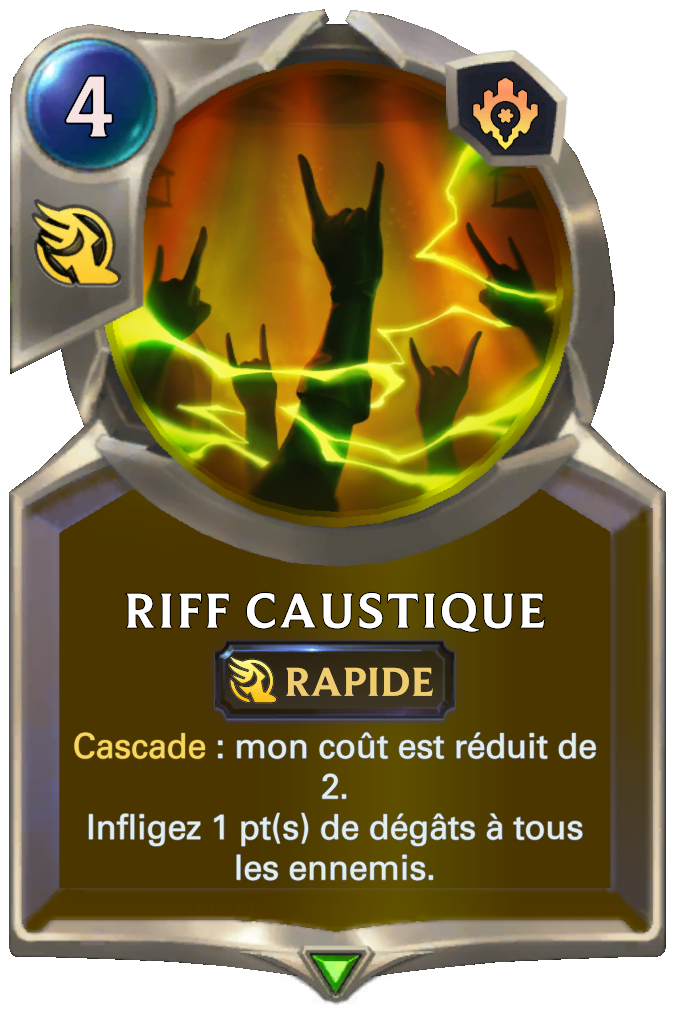 4
RIFF CAUSTIQUE
RAPIDE
Cascade : mon coût est réduit de
2.
Infligez 1 pt(s) de dégâts à tous
les ennemis.